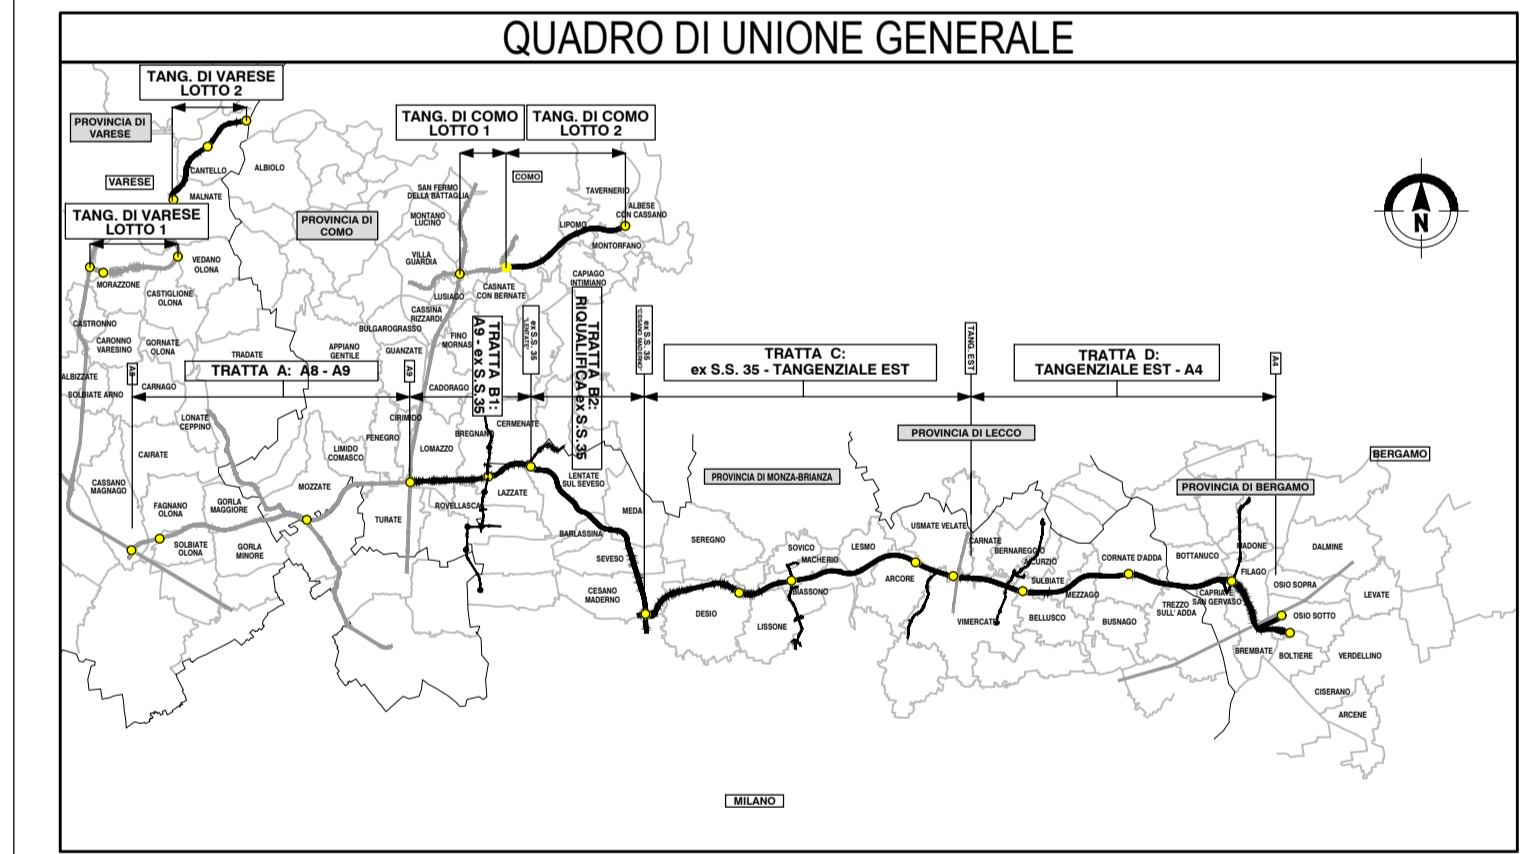 QUADRO DI UNIONE GENERALE
TANG. DI VARESE
LOTTO 2
PROVINCIA DI
VARESE
TANG. DI COMO
LOTTO 1
TANG. DI COMO
LOTTO 2
CANTELLO
ALBIOLO
VARESE
MALNATE
COMO
SAN FERMO
DELLA BATTAGLIA
TAVERNERIO
ALBESE
CON CASSANO
TANG. DI VARESE
LOTTO 1
PROVINCIA DI
COMO
MONTANO
LUCINO
LIPOMO
MONTORFANO
N
VEDANO
OLONA
VILLA
GUARDIA
MORAZZONE
CASTIGLIONE
OLONA
LUSIAGO
CASNATE
CON BERNATE
CAPIAGO
INTIMIANO
CASTRONNO
CASSINA
RIZZARDI
BULGAROGRASSO
CARONNO
VARESINO
GORNATE
OLONA
TRADATE
APPIANO
GENTILE
GUANZATE
FINO
MORNAS
TRATTA B1:
A9 - ex S.S.35
ex S.S. 35
"LENTATE"
TRATTA B2:
RIQUALIFICA ex S.S.35
ex S.S. 35
"CESANO MADERNO"
TRATTA C:
ex S.S. 35 - TANGENZIALE EST
TANG. EST
TRATTA D:
TANGENZIALE EST - A4
A4
ALBIZZATE
SOLBIATE ARNO
A8
CARNAGO
TRATTA A: A8 - A9
A9
CADORAGO
LONATE
CEPPINO
CIRIMIDO
FENEGRO
LOMAZZO
BREGNAN
CERMENATE
PROVINCIA DI LECCO
BERGAMO
CAIRATE
LIMIDO
COMASCO
LENTATE
SUL SEVESO
PROVINCIA DI MONZA-BRIANZA
PROVINCIA DI BERGAMO
CASSANO
MAGNAGO
MOZZATE
LAZZATE
FAGNANO
OLONA
GORLA
MAGGIORE
TURATE
ROVELLASCA
MEDA
SOLBIATE
OLONA
GORLA
MINORE
BARLASSINA
SEVESO
SEREGNO
SOVICO
MACHERIO
LESMO
USMATE VELATE
CARNATE
BERNAREGGIO
AICURZIO
CORNATE D'ADDA
BOTTANUCO
MADONE
FILAGO
DALMINE
CESANO
MADERNO
DESIO
BIASSONO
ARCORE
SULBIATE
MEZZAGO
CAPRIATE
SAN GERVASO
OSIO SOPRA
LEVATE
LISSONE
VIMERCATE
BELLUSCO
BUSNAGO
TREZZO
SULL' ADDA
OSIO SOTTO
BREMBATE
BOLTIERE
VERDELLINO
CISERANO
ARCENE
MILANO